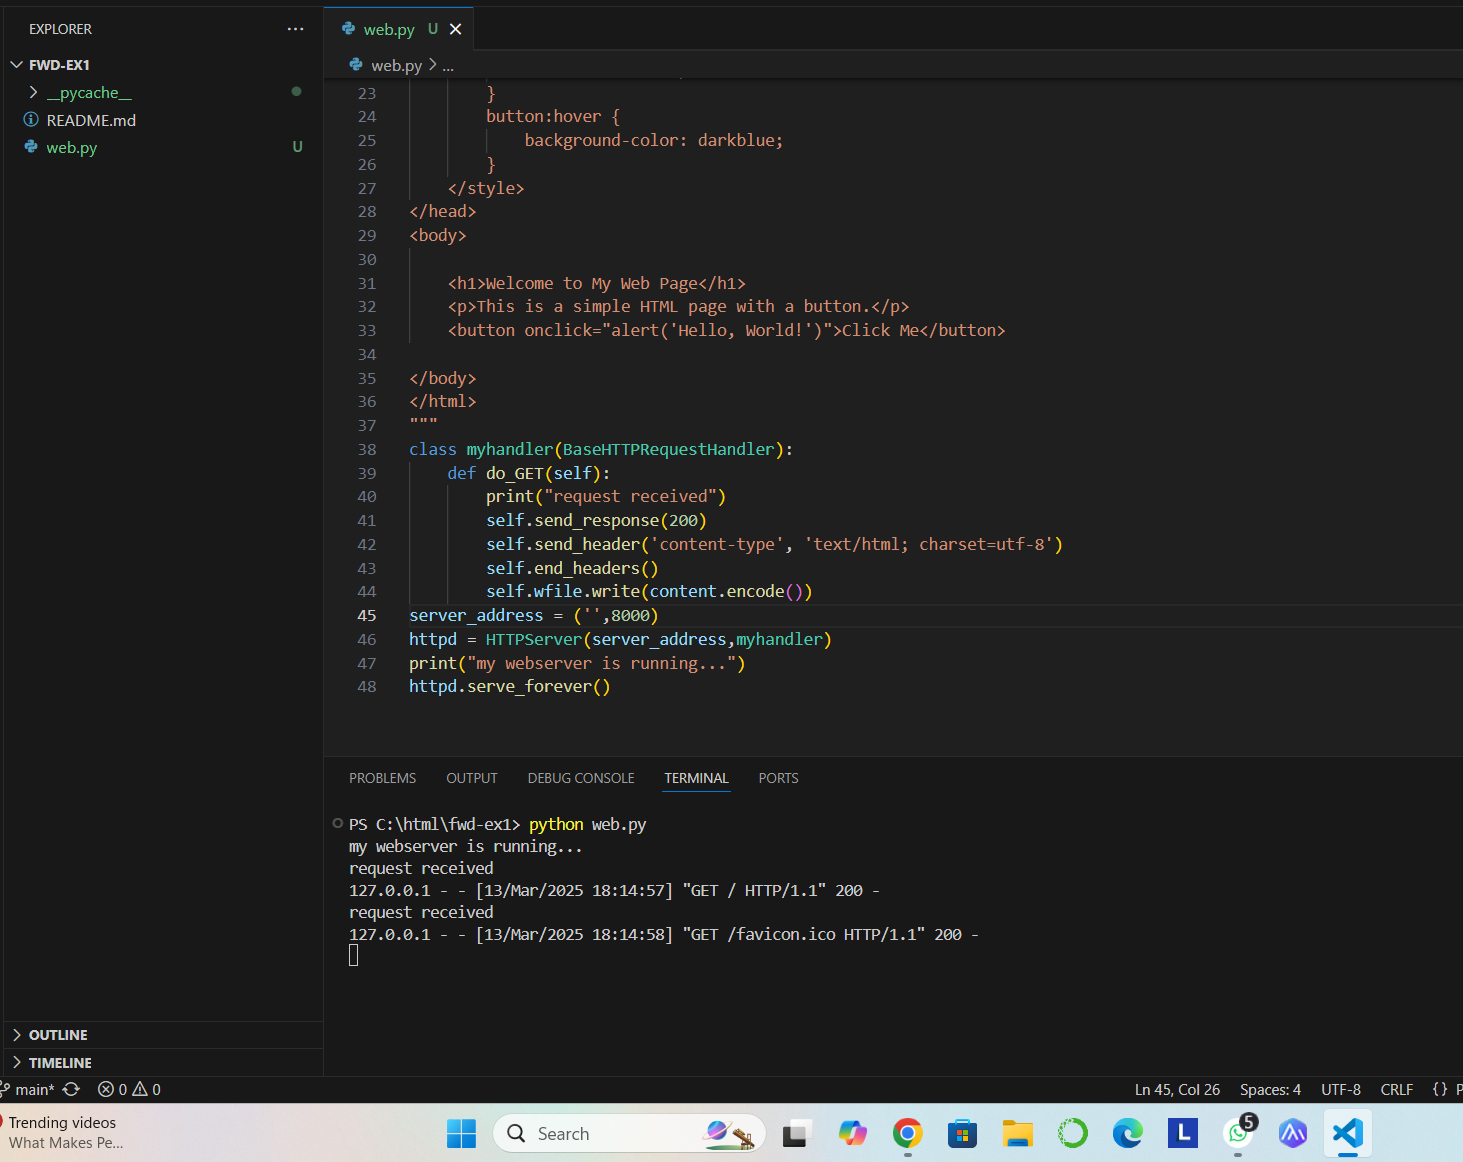 EXPLORER
FWD-EX1
__pycache__
README.md
web.py U
web.py U
web.py > ...
23 }
24 button:hover {
25 background-color: darkblue;
26 }
27 </style>
28 </head>
29 <body>
30
31 <h1>Welcome to My Web Page</h1>
32 <p>This is a simple HTML page with a button.</p>
33 <button onclick="alert('Hello, World!')">Click Me</button>
34
35 </body>
36 </html>
37 """
38 class myhandler(BaseHTTPRequestHandler):
39 def do_GET(self):
40 print("request received")
41 self.send_response(200)
42 self.send_header('content-type', 'text/html; charset=utf-8')
43 self.end_headers()
44 self.wfile.write(content.encode())
45 server_address = ('',8000)
46 httpd = HTTPServer(server_address,myhandler)
47 print("my webserver is running...")
48 httpd.serve_forever()
PROBLEMS OUTPUT DEBUG CONSOLE TERMINAL PORTS
PS C:\html\fwd-ex1> python web.py
my webserver is running...
request received
127.0.0.1 - - [13/Mar/2025 18:14:57] "GET / HTTP/1.1" 200 -
request received
127.0.0.1 - - [13/Mar/2025 18:14:58] "GET /favicon.ico HTTP/1.1" 200 -
OUTLINE
TIMELINE
main* 0 0 Ln 45, Col 26 Spaces: 4 UTF-8 CRLF {} P
Trending videos
What Makes Pe...
Search
L
5